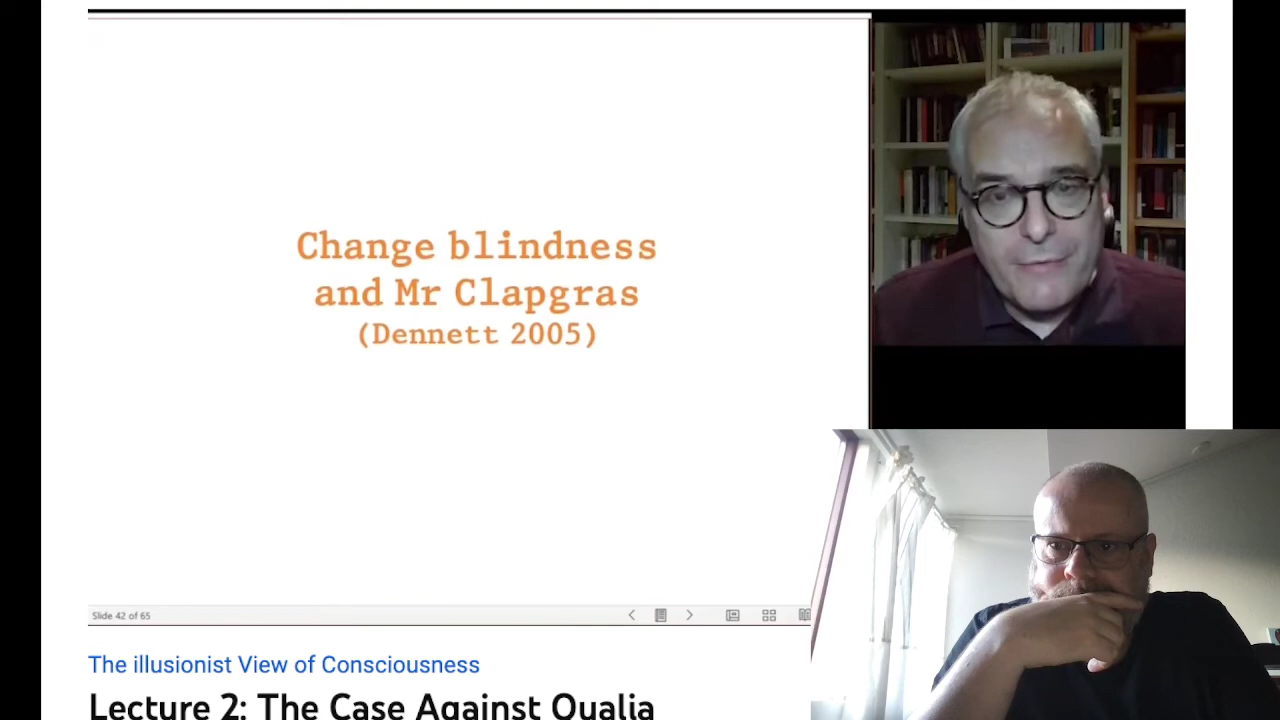 Change blindness
and Mr Clapgras
(Dennett 2005)
Slide 42 of 65
The illusionist View of Consciousness
Lecture 2: The Case Against Qualia